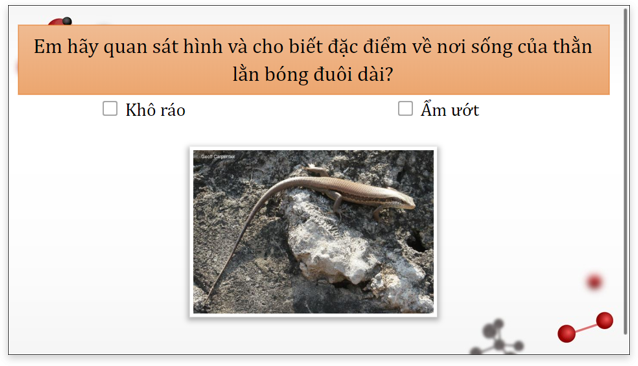 Em hãy quan sát hình và cho biết đặc điểm về nơi sống của thằn
lằn bóng đuôi dài?
Khô ráo
Ẩm ướt